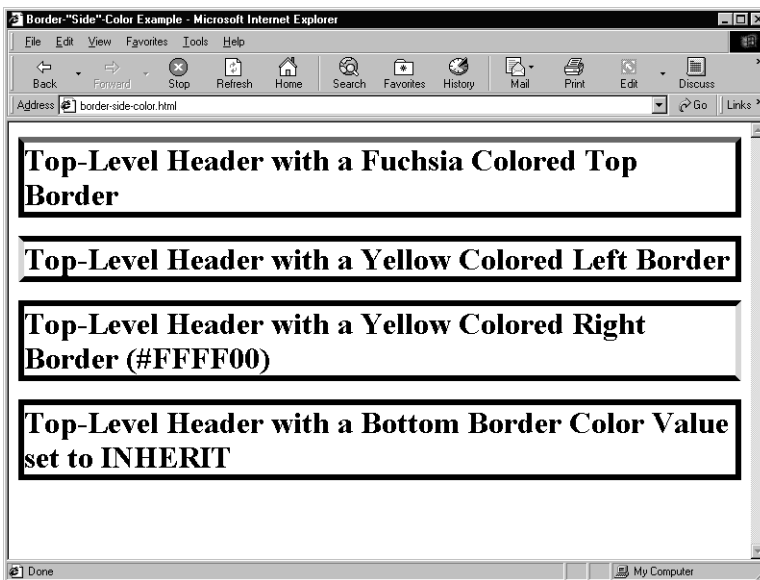 Border-"Side"-Color Example - Microsoft Internet Explorer
File Edit View Favorites Tools Help
Back Forward Stop Refresh Home Search Favorites History Mail Print Edit Discuss
Address border-side-color.html Go Links
Top-Level Header with a Fuchsia Colored Top
Border
Top-Level Header with a Yellow Colored Left Border
Top-Level Header with a Yellow Colored Right
Border (#FFFF00)
Top-Level Header with a Bottom Border Color Value
set to INHERIT
Done My Computer